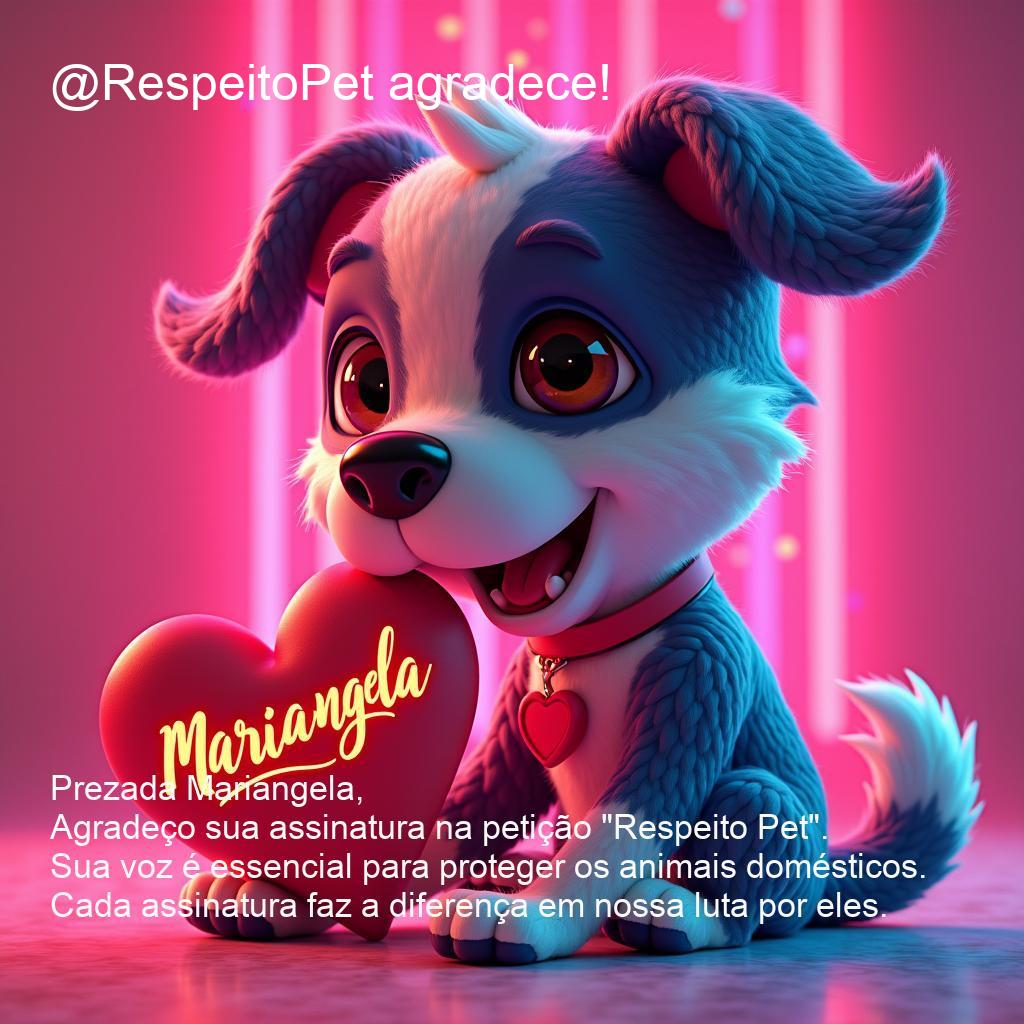 @RespeitoPet agradece!
Mariangela
Prezada Mariangela,
Agradeço sua assinatura na petição "Respeito Pet".
Sua voz é essencial para proteger os animais domésticos.
Cada assinatura faz a diferença em nossa luta por eles.